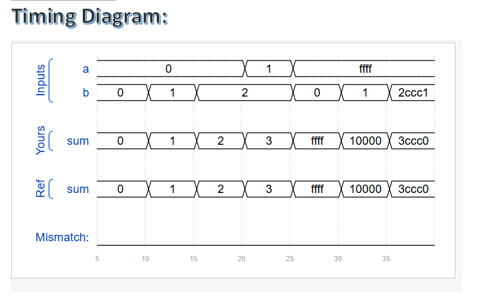 Timing Diagram:
Inputs
a 0 1 ffff
b 0 1 2 0 1 2ccc1
Yours
sum 0 1 2 3 ffff 10000 3ccc0
Ref
sum 0 1 2 3 ffff 10000 3ccc0
Mismatch:
5 10 15 20 25 30 35